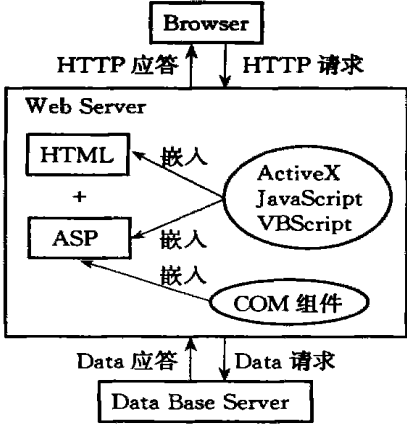 Browser
HTTP 应答 HTTP 请求
Web Server
HTML 嵌入
ActiveX
JavaScript
VBScript
+
ASP 嵌入
嵌入
COM 组件
Data 应答 Data 请求
Data Base Server